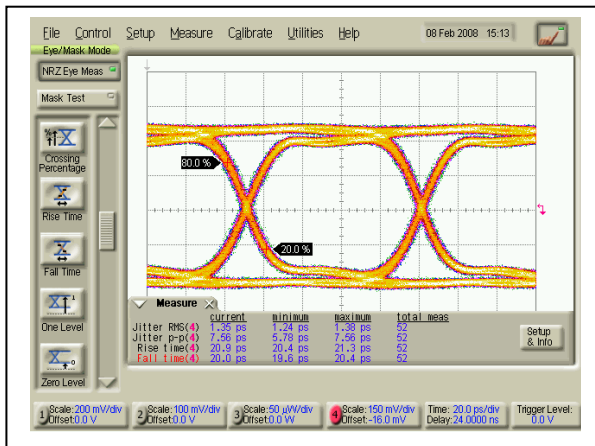 File Control Setup Measure Calibrate Utilities Help 08 Feb 2008 15:13
Eye/Mask Mode
NRZ Eye Meas
Mask Test
Crossing Percentage
Rise Time
Fall Time
One Level
Zero Level
80.0 %
20.0 %
Measure
current minimum maximum total meas
Jitter RMS(4) 1.35 ps 1.24 ps 1.38 ps 52
Jitter p-p(4) 7.56 ps 5.78 ps 7.56 ps 52
Rise time(4) 20.9 ps 20.4 ps 21.3 ps 52
Fall time(4) 20.0 ps 19.6 ps 20.4 ps 52
Setup & Info
1 Scale:200 mV/div Offset:0.0 V
2 Scale:100 mV/div Offset:0.0 V
3 Scale:50 µW/div Offset:0.0 W
4 Scale:150 mV/div Offset:-16.0 mV
Time: 20.0 ps/div Delay:24.0000 ns
Trigger Level: 0.0 V